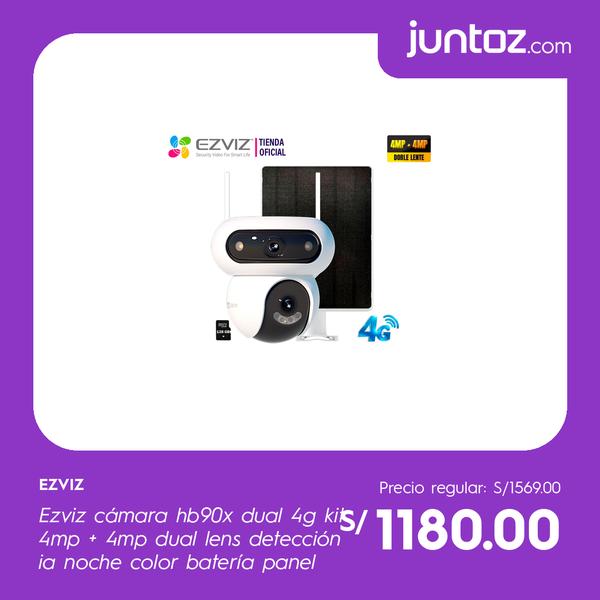 juntoz.com
EZVIZ
Security Video For Smart Life
TIENDA
OFICIAL
4MP + 4MP
DOBLE LENTE
128 GB
4G
EZVIZ
Precio regular: S/1569.00
Ezviz cámara hb90x dual 4g kit
4mp + 4mp dual lens detección
ia noche color batería panel
S/ 1180.00